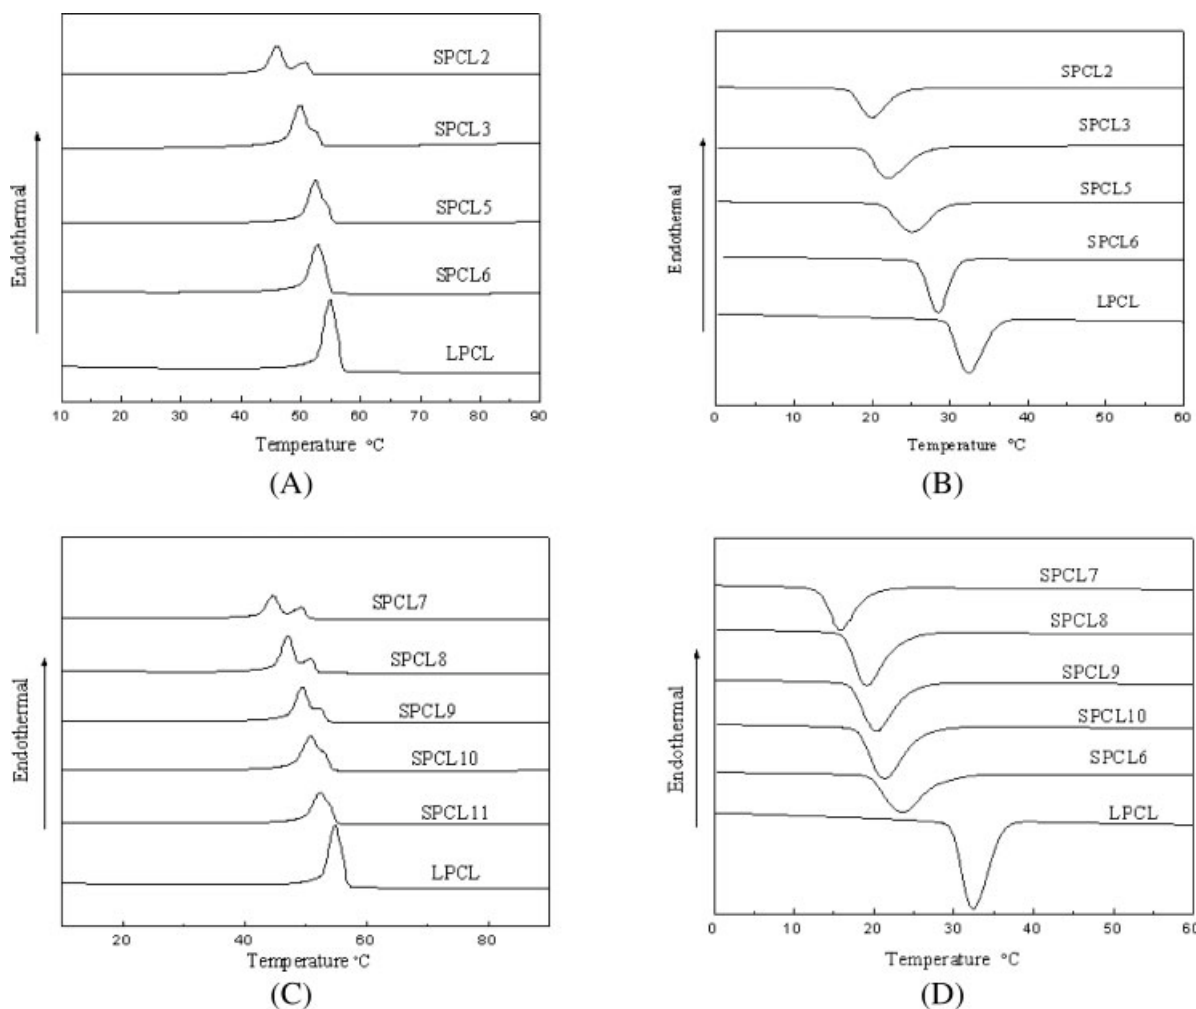 SPCL2
SPCL3
SPCL5
SPCL6
LPCL
Endothermal
10 20 30 40 50 60 70 80 90
Temperature °C
(A)
SPCL2
SPCL3
SPCL5
SPCL6
LPCL
Endothermal
0 10 20 30 40 50 60
Temperature °C
(B)
SPCL7
SPCL8
SPCL9
SPCL10
SPCL11
LPCL
Endothermal
20 40 60 80
Temperature °C
(C)
SPCL7
SPCL8
SPCL9
SPCL10
SPCL6
LPCL
Endothermal
0 10 20 30 40 50 60
Temperature °C
(D)